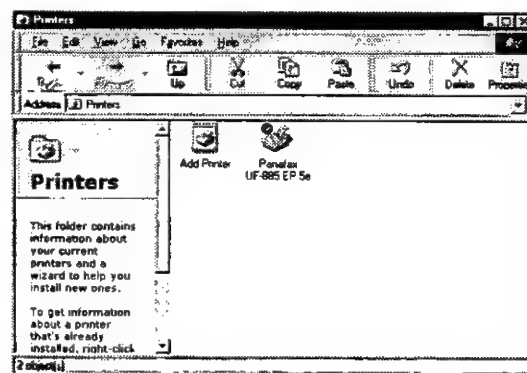 Printers
File Edit View Go Favorites Help
Up Cut Copy Paste Undo Delete Properties
Address Printers
Add Printer
Panafax
UF-885 EP 5e
Printers
This folder contains
information about
your current
printers and a
wizard to help you
install new ones.
To get information
about a printer
that's already
installed, right-click
2 object(s)